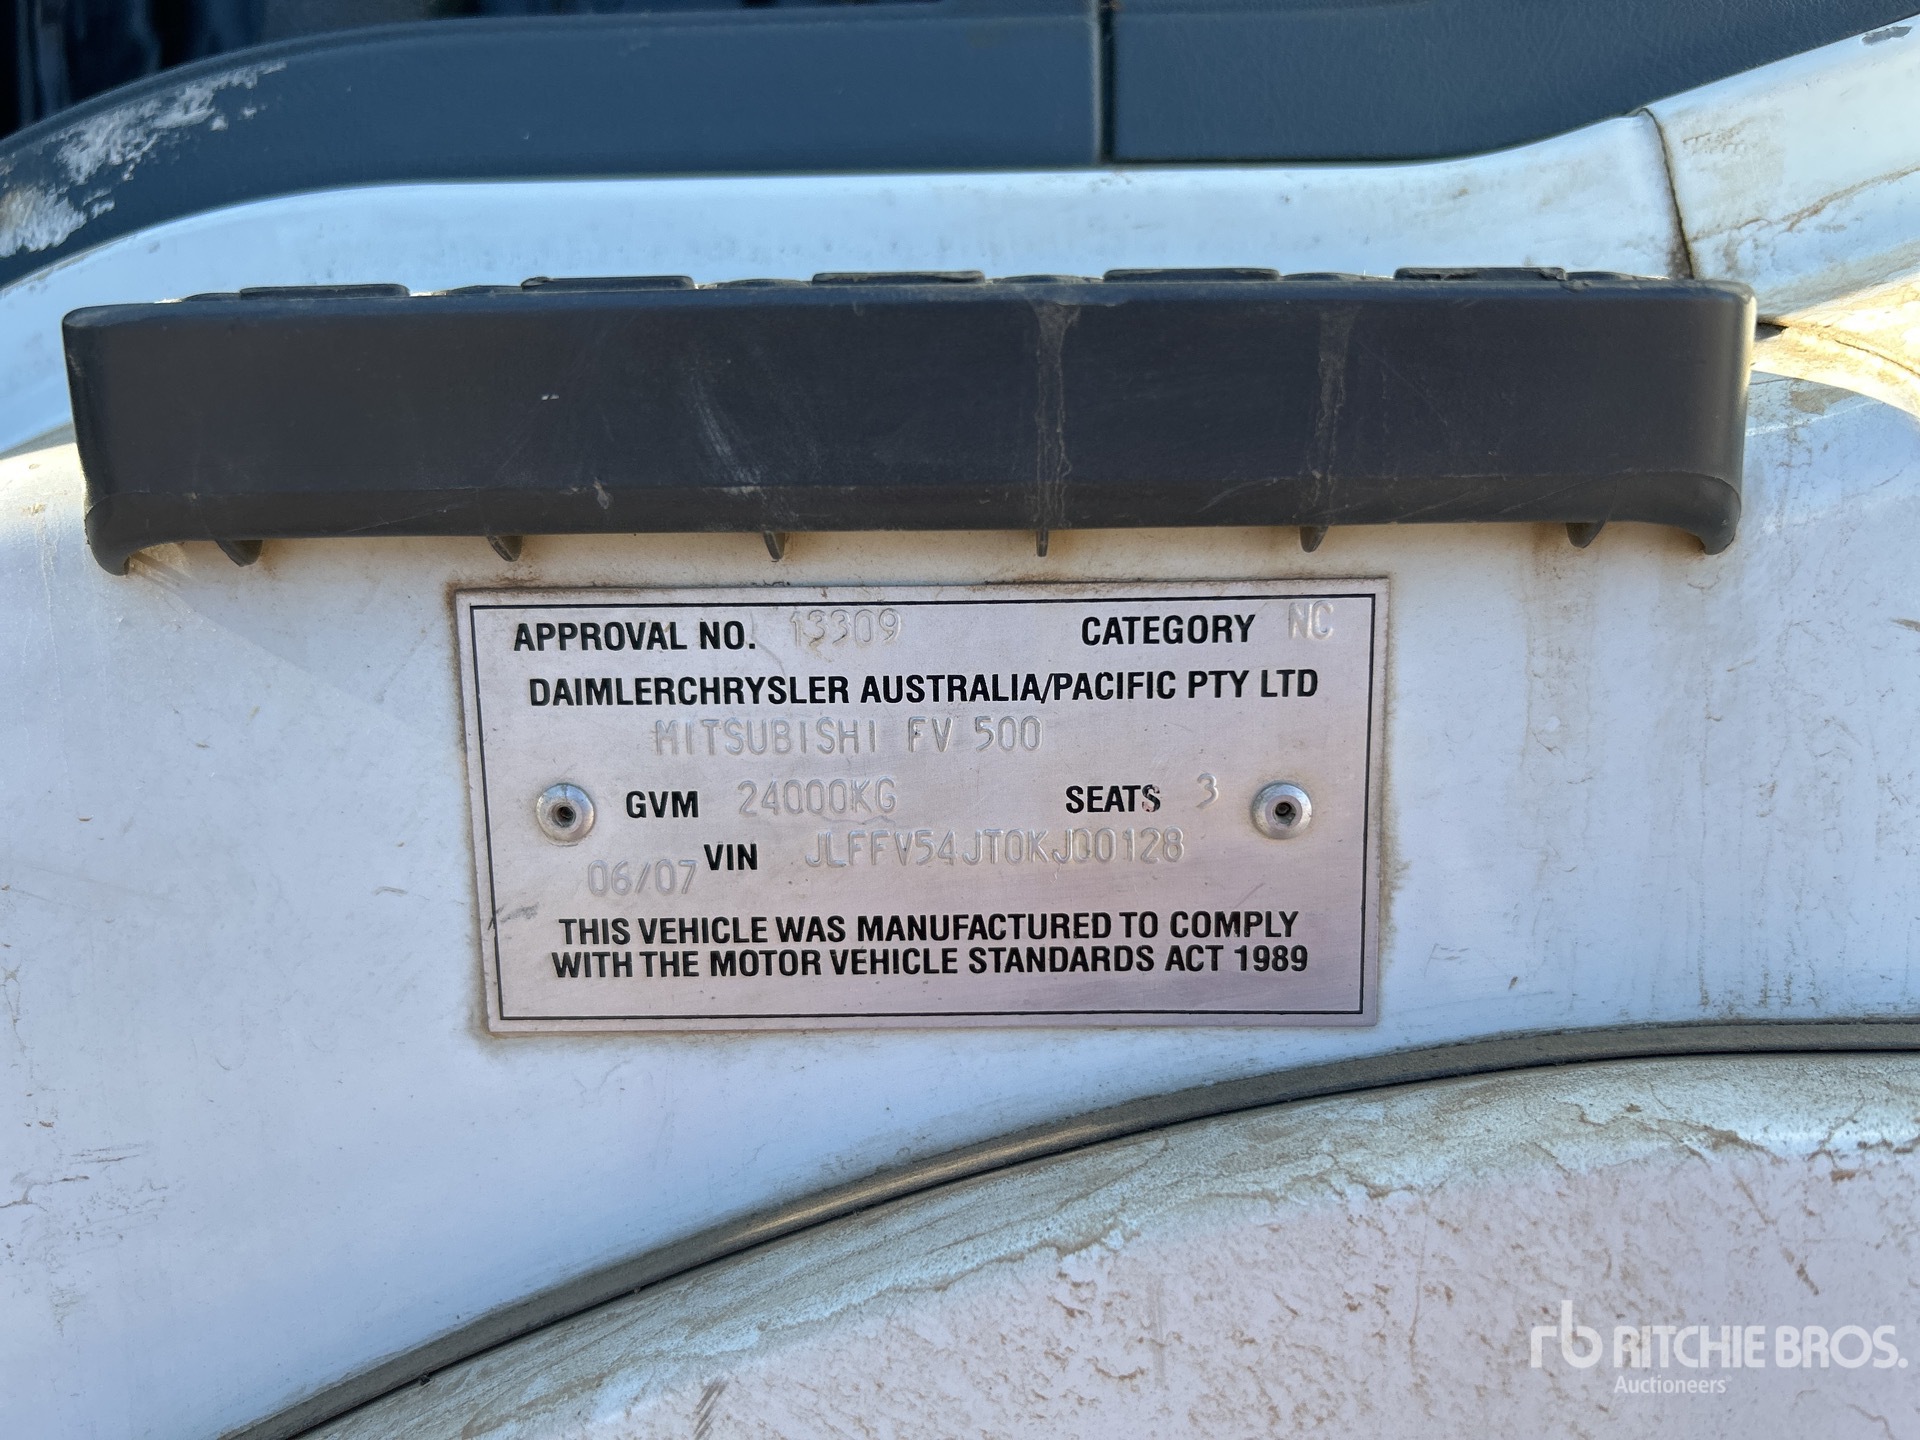 APPROVAL NO. 13309 CATEGORY NC
DAIMLERCHRYSLER AUSTRALIA/PACIFIC PTY LTD
MITSUBISHI FV 500
GVM 24000KG SEATS 3
06/07 VIN JLFFV54JT0KJ00128
THIS VEHICLE WAS MANUFACTURED TO COMPLY
WITH THE MOTOR VEHICLE STANDARDS ACT 1989
rb RITCHIE BROS.
Auctioneers